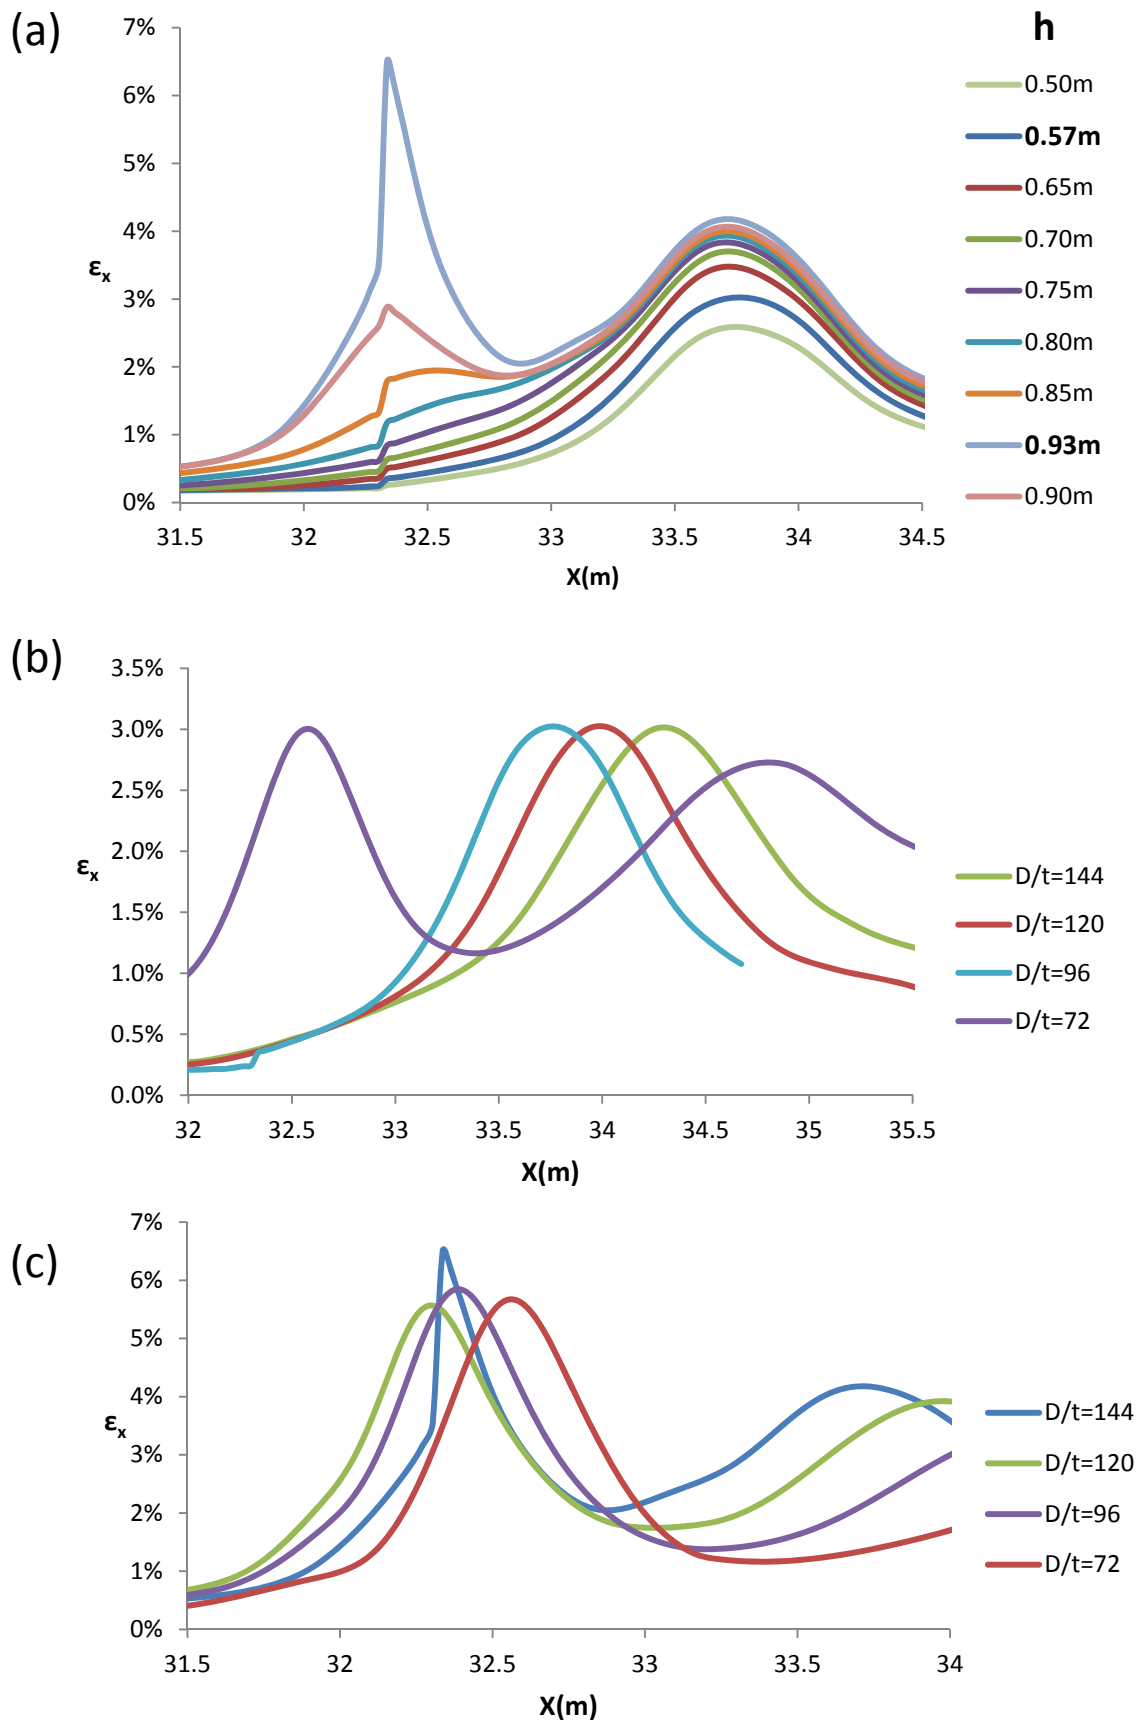 (a)
7%
6%
5%
4%
3%
2%
1%
0%
εx
31.5 32 32.5 33 33.5 34 34.5
X(m)
h
0.50m
0.57m
0.65m
0.70m
0.75m
0.80m
0.85m
0.93m
0.90m
(b)
3.5%
3.0%
2.5%
2.0%
1.5%
1.0%
0.5%
0.0%
εx
32 32.5 33 33.5 34 34.5 35 35.5
X(m)
D/t=144
D/t=120
D/t=96
D/t=72
(c)
7%
6%
5%
4%
3%
2%
1%
0%
εx
31.5 32 32.5 33 33.5 34
X(m)
D/t=144
D/t=120
D/t=96
D/t=72